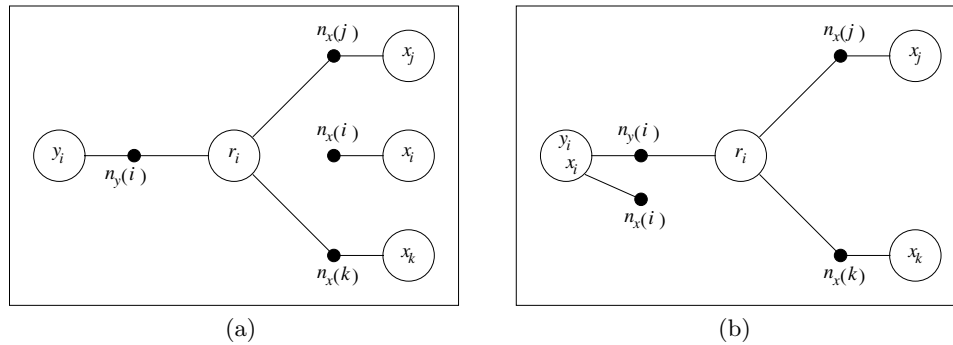 n_x(j)
x_j
n_x(i)
y_i
r_i
x_i
n_y(i)
x_k
n_x(k)
(a)
n_x(j)
x_j
y_i
n_y(i)
x_i
r_i
n_x(i)
x_k
n_x(k)
(b)